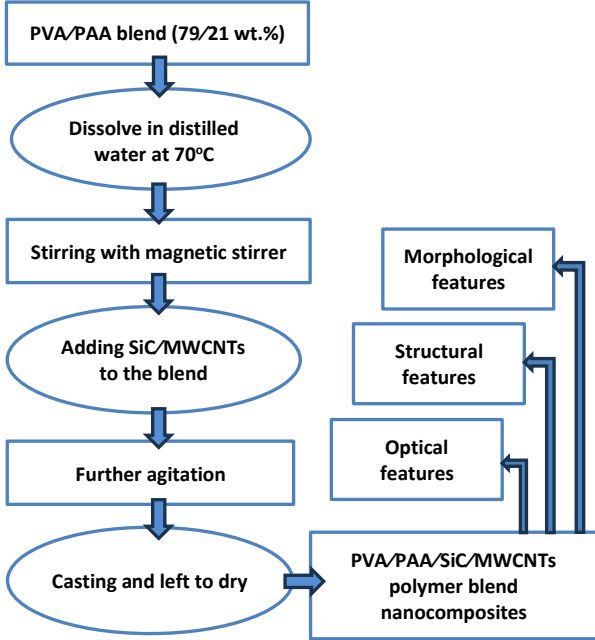 PVA/PAA blend (79/21 wt.%)
Dissolve in distilled
water at 70ºC
Stirring with magnetic stirrer
Adding SiC/MWCNTs
to the blend
Further agitation
Casting and left to dry
PVA/PAA/SiC/MWCNTs
polymer blend
nanocomposites
Morphological
features
Structural
features
Optical
features